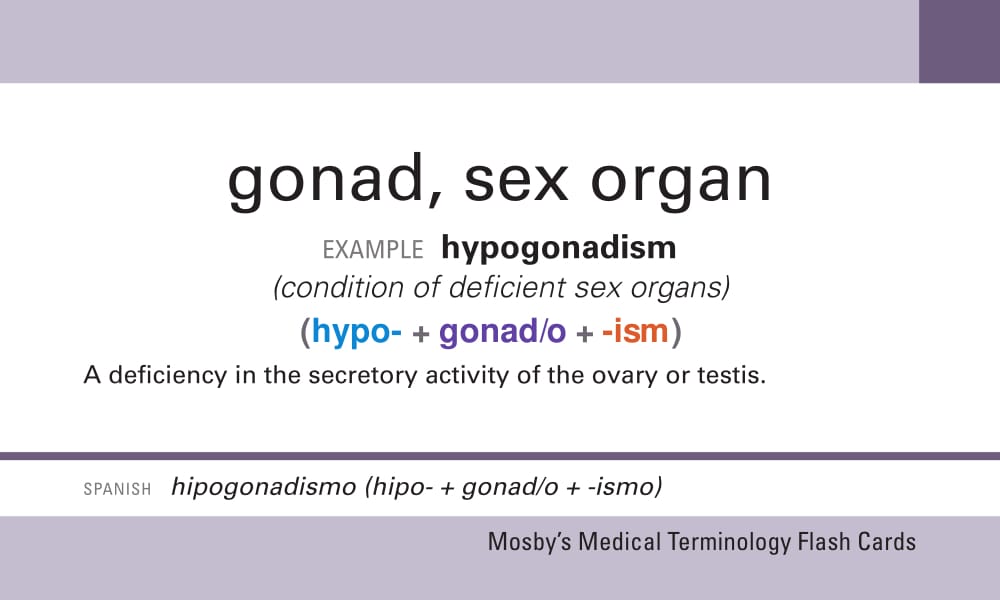 gonad, sex organ
EXAMPLE hypogonadism
(condition of deficient sex organs)
(hypo- + gonad/o + -ism)
A deficiency in the secretory activity of the ovary or testis.
SPANISH hipogonadismo (hipo- + gonad/o + -ismo)
Mosby’s Medical Terminology Flash Cards